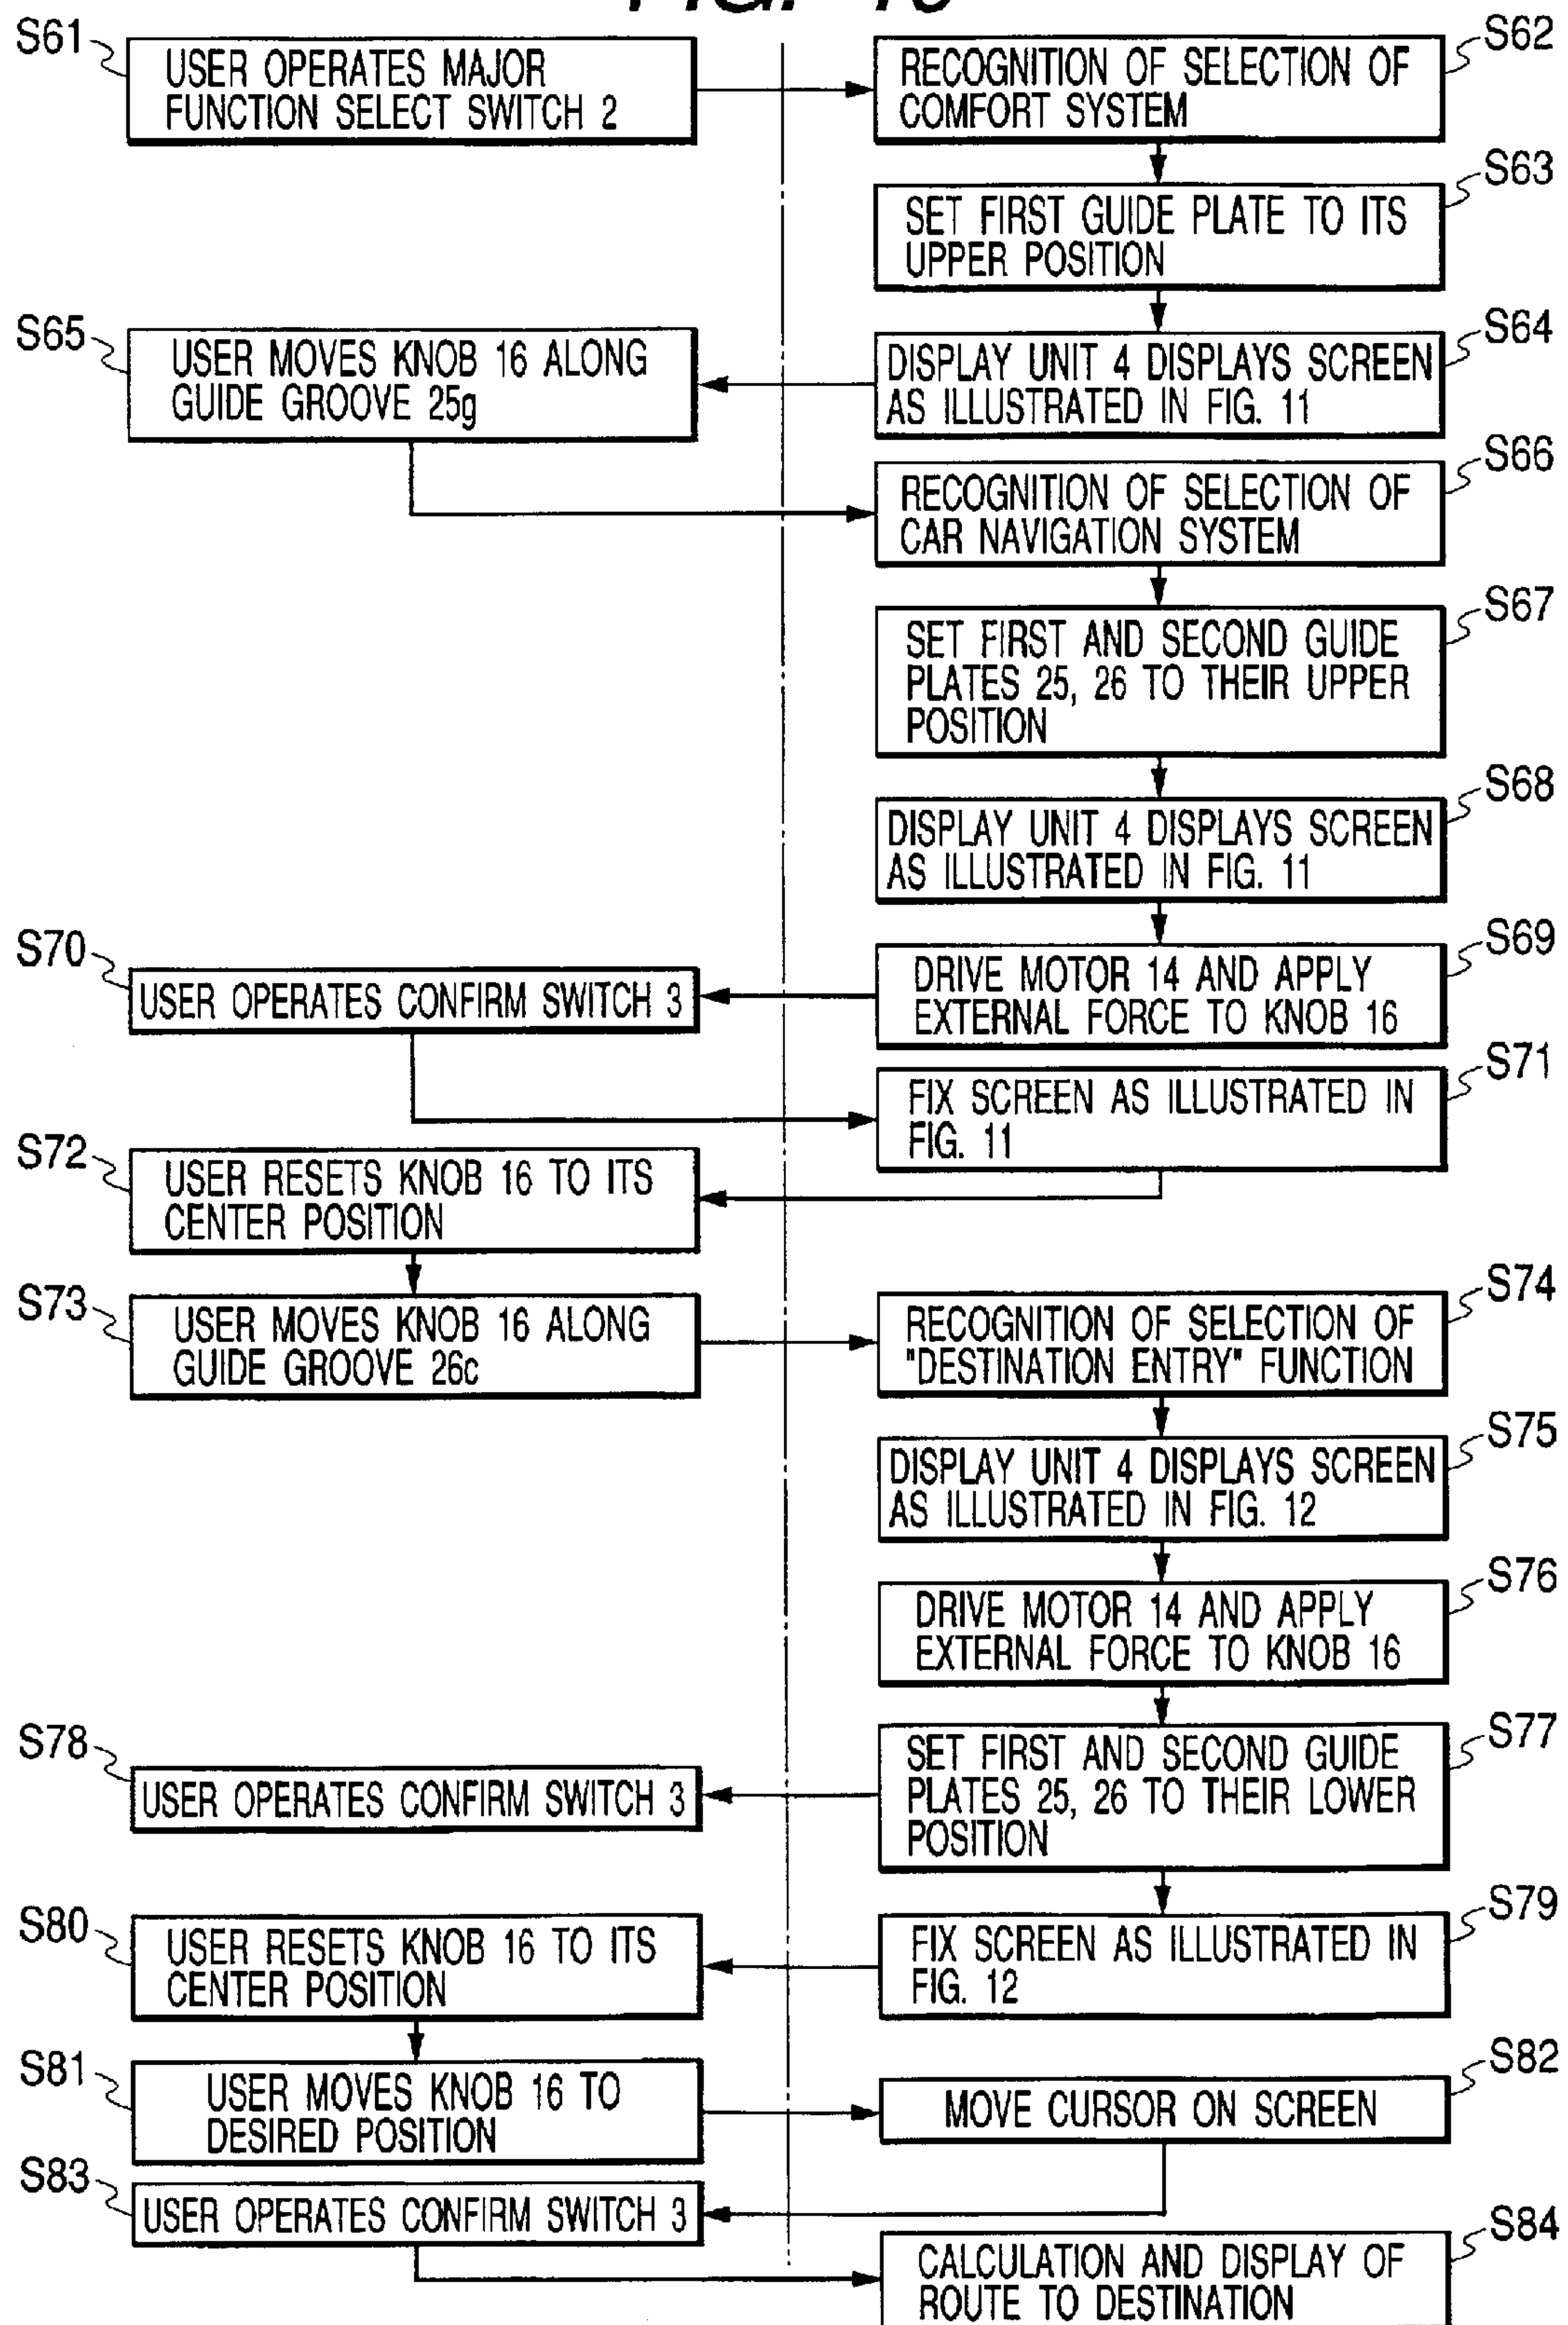 S61
USER OPERATES MAJOR
FUNCTION SELECT SWITCH 2
S62
RECOGNITION OF SELECTION OF
COMFORT SYSTEM
S63
SET FIRST GUIDE PLATE TO ITS
UPPER POSITION
S64
DISPLAY UNIT 4 DISPLAYS SCREEN
AS ILLUSTRATED IN FIG. 11
S65
USER MOVES KNOB 16 ALONG
GUIDE GROOVE 25g
S66
RECOGNITION OF SELECTION OF
CAR NAVIGATION SYSTEM
S67
SET FIRST AND SECOND GUIDE
PLATES 25, 26 TO THEIR UPPER
POSITION
S68
DISPLAY UNIT 4 DISPLAYS SCREEN
AS ILLUSTRATED IN FIG. 11
S69
DRIVE MOTOR 14 AND APPLY
EXTERNAL FORCE TO KNOB 16
S70
USER OPERATES CONFIRM SWITCH 3
S71
FIX SCREEN AS ILLUSTRATED IN
FIG. 11
S72
USER RESETS KNOB 16 TO ITS
CENTER POSITION
S73
USER MOVES KNOB 16 ALONG
GUIDE GROOVE 26c
S74
RECOGNITION OF SELECTION OF
"DESTINATION ENTRY" FUNCTION
S75
DISPLAY UNIT 4 DISPLAYS SCREEN
AS ILLUSTRATED IN FIG. 12
S76
DRIVE MOTOR 14 AND APPLY
EXTERNAL FORCE TO KNOB 16
S77
SET FIRST AND SECOND GUIDE
PLATES 25, 26 TO THEIR LOWER
POSITION
S78
USER OPERATES CONFIRM SWITCH 3
S79
FIX SCREEN AS ILLUSTRATED IN
FIG. 12
S80
USER RESETS KNOB 16 TO ITS
CENTER POSITION
S81
USER MOVES KNOB 16 TO
DESIRED POSITION
S82
MOVE CURSOR ON SCREEN
S83
USER OPERATES CONFIRM SWITCH 3
S84
CALCULATION AND DISPLAY OF
ROUTE TO DESTINATION